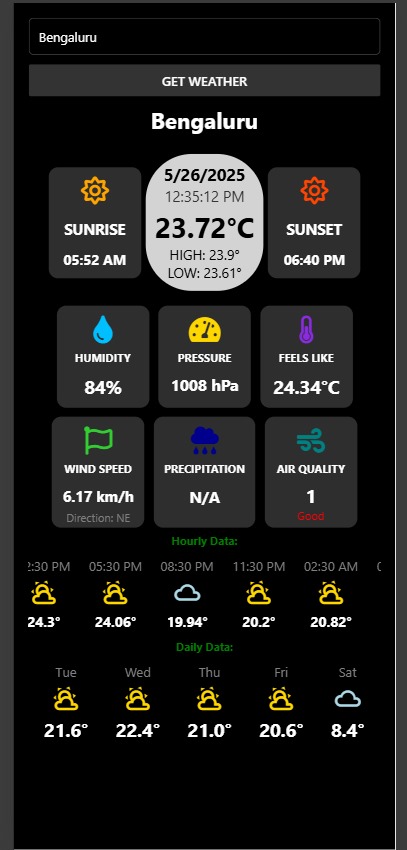 Bengaluru
GET WEATHER
Bengaluru
5/26/2025
12:35:12 PM
23.72°C
HIGH: 23.9°
LOW: 23.61°
SUNRISE
05:52 AM
SUNSET
06:40 PM
HUMIDITY
84%
PRESSURE
1008 hPa
FEELS LIKE
24.34°C
WIND SPEED
6.17 km/h
Direction: NE
PRECIPITATION
N/A
AIR QUALITY
1
Good
Hourly Data:
2:30 PM 05:30 PM 08:30 PM 11:30 PM 02:30 AM
24.3° 24.06° 19.94° 20.2° 20.82°
Daily Data:
Tue Wed Thu Fri Sat
21.6° 22.4° 21.0° 20.6° 8.4°